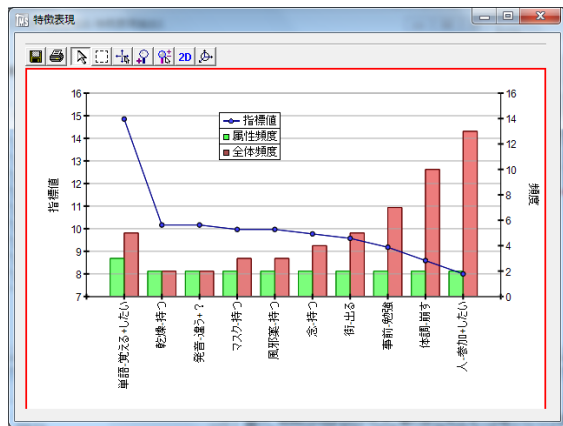 特徴表現
2D
16
15
14
13
12
11
10
9
8
7
指標値
指標値
属性頻度
全体頻度
16
14
12
10
8
6
4
2
0
頻度
単語-覚える+したい
乾燥-持つ
発音-違う+?
マスク-持つ
風邪薬-持つ
念-持つ
街-出る
事前-勉強
体調-崩す
人-参加+したい